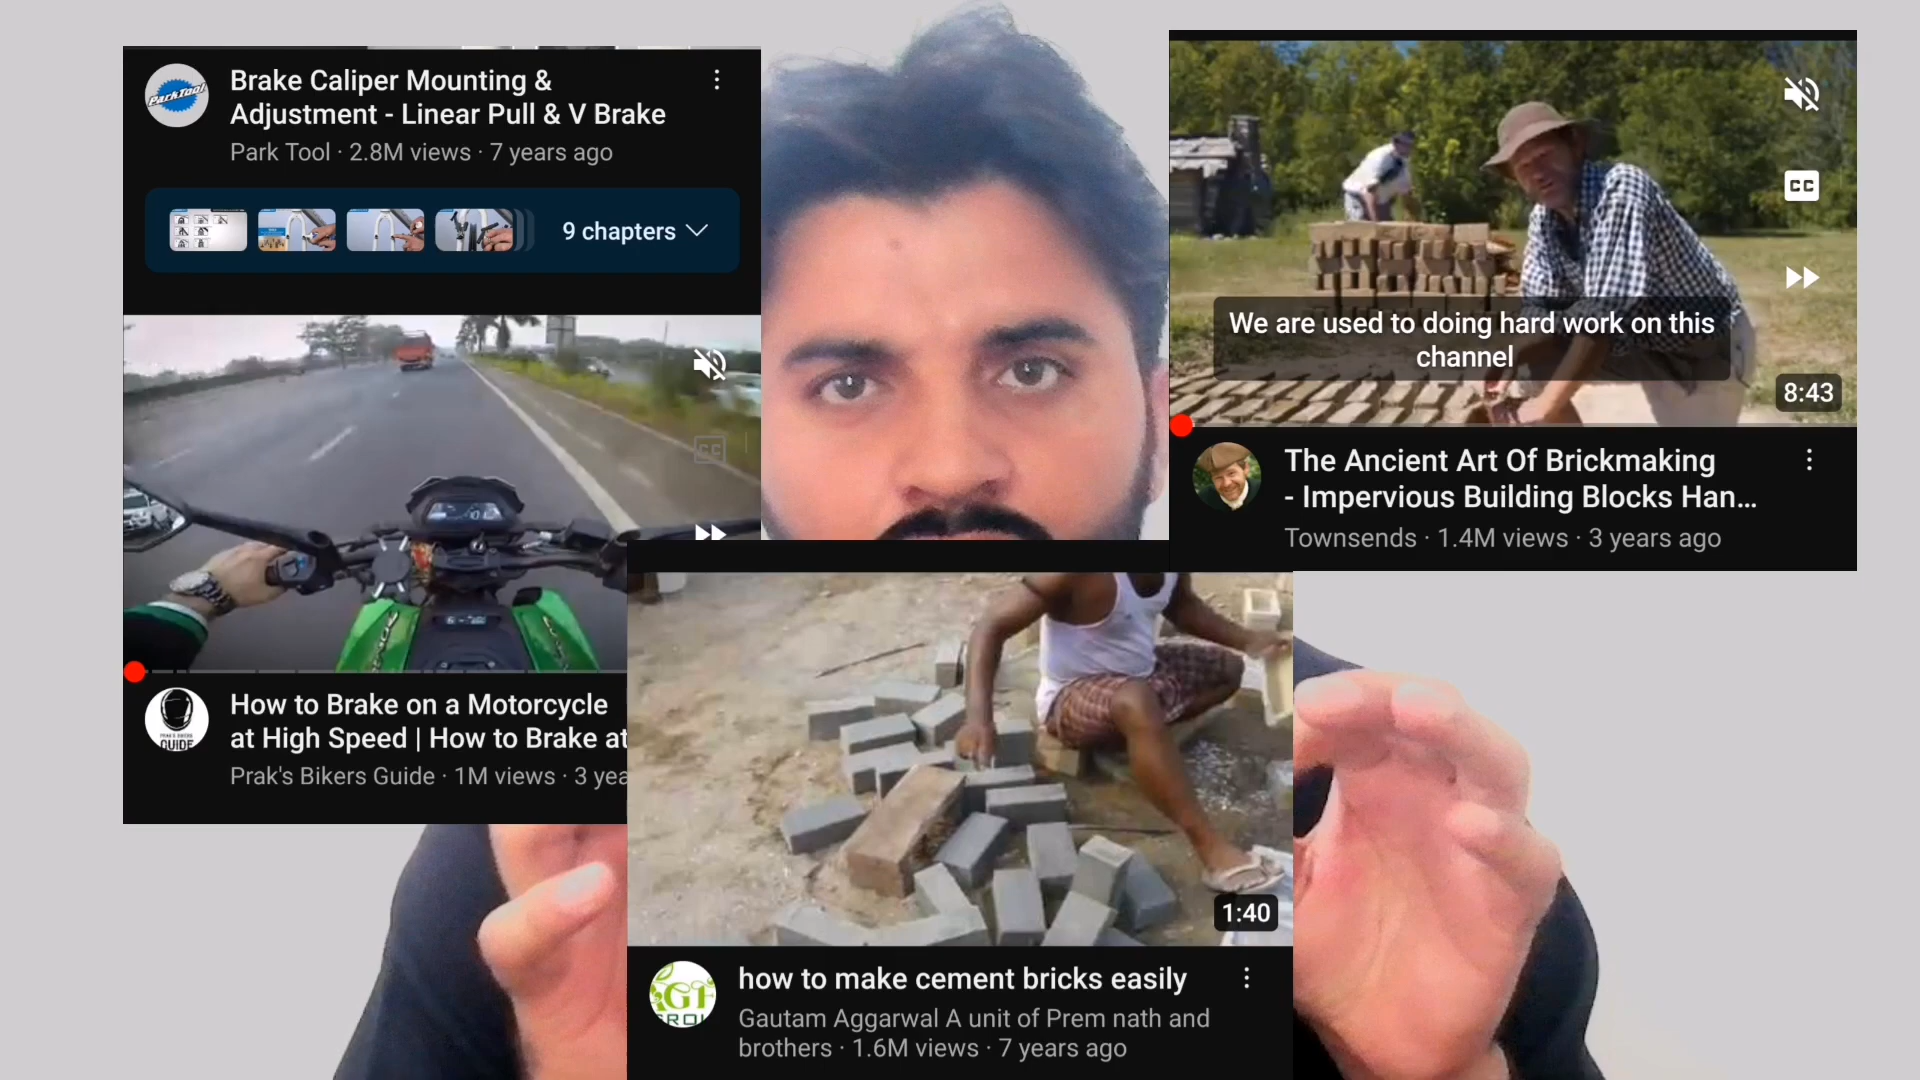 ParkTool
Brake Caliper Mounting &
Adjustment - Linear Pull & V Brake
Park Tool · 2.8M views · 7 years ago
9 chapters
CC
How to Brake on a Motorcycle
at High Speed | How to Brake at
Prak's Bikers Guide · 1M views · 3 yea
GUIDE
CC
We are used to doing hard work on this
channel
8:43
The Ancient Art Of Brickmaking
- Impervious Building Blocks Han...
Townsends · 1.4M views · 3 years ago
1:40
how to make cement bricks easily
Gautam Aggarwal A unit of Prem nath and
brothers · 1.6M views · 7 years ago